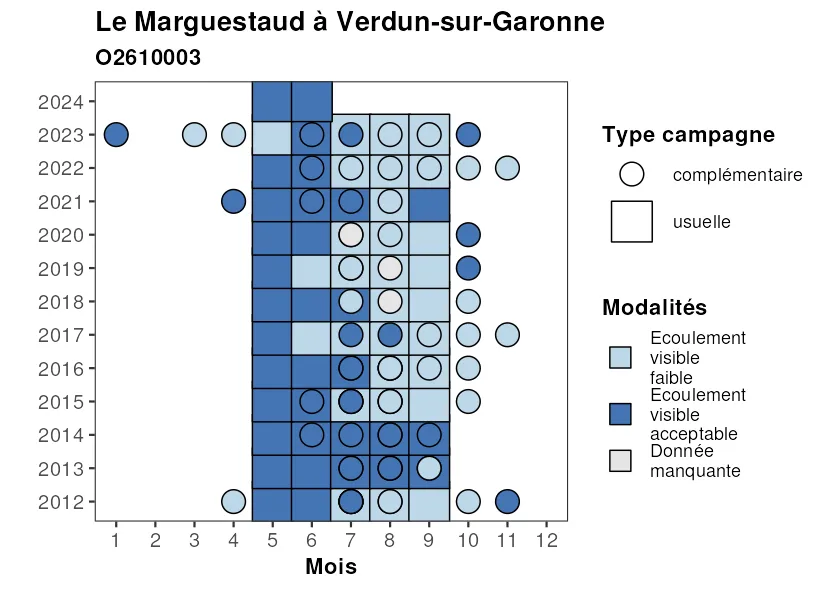 Le Marguestaud à Verdun-sur-Garonne
O2610003
2024
2023
2022
2021
2020
2019
2018
2017
2016
2015
2014
2013
2012
1 2 3 4 5 6 7 8 9 10 11 12
Mois
Type campagne
complémentaire
usuelle
Modalités
Ecoulement
visible
faible
Ecoulement
visible
acceptable
Donnée
manquante